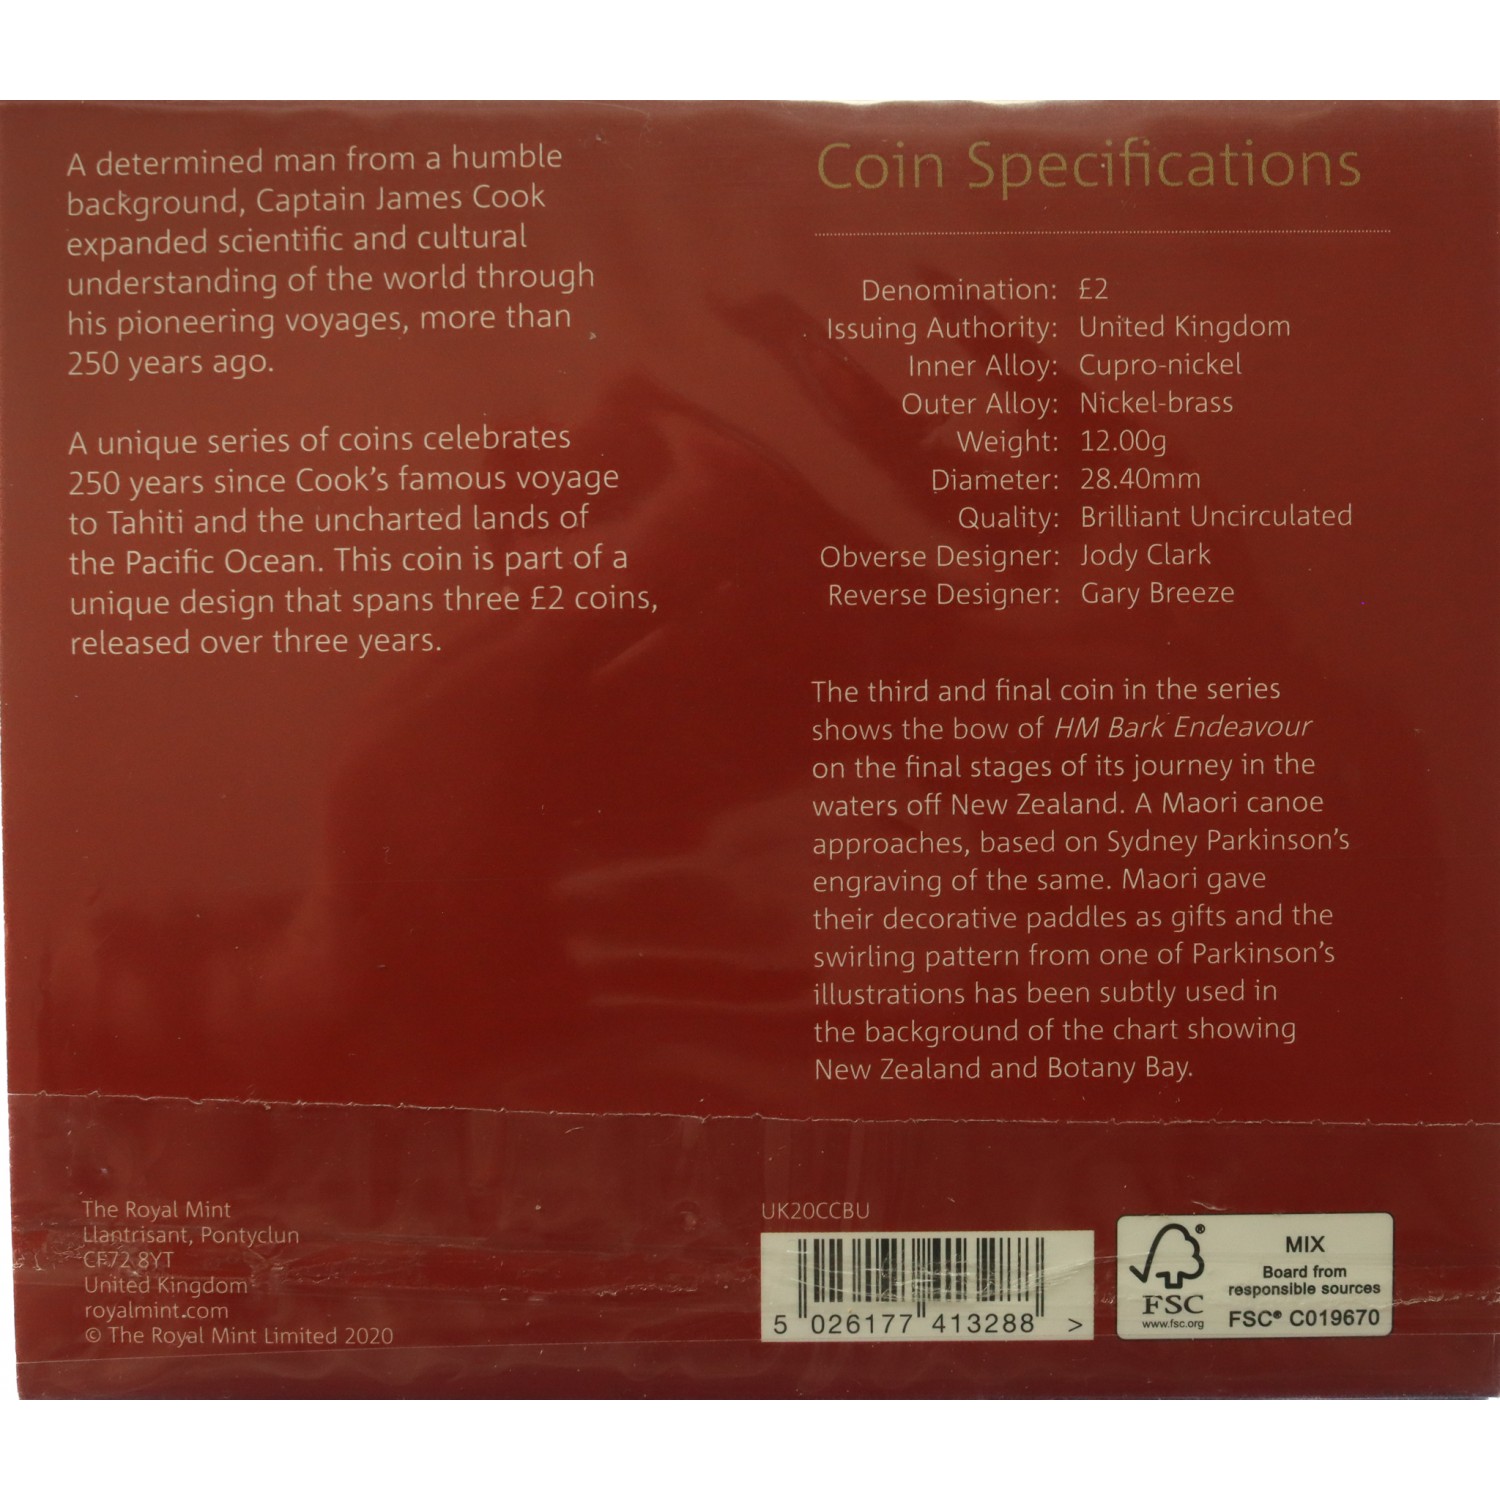 A determined man from a humble
background, Captain James Cook
expanded scientific and cultural
understanding of the world through
his pioneering voyages, more than
250 years ago.
A unique series of coins celebrates
250 years since Cook's famous voyage
to Tahiti and the uncharted lands of
the Pacific Ocean. This coin is part of a
unique design that spans three £2 coins,
released over three years.
Coin Specifications
Denomination: £2
Issuing Authority: United Kingdom
Inner Alloy: Cupro-nickel
Outer Alloy: Nickel-brass
Weight: 12.00g
Diameter: 28.40mm
Quality: Brilliant Uncirculated
Obverse Designer: Jody Clark
Reverse Designer: Gary Breeze
The third and final coin in the series
shows the bow of HM Bark Endeavour
on the final stages of its journey in the
waters off New Zealand. A Maori canoe
approaches, based on Sydney Parkinson's
engraving of the same. Maori gave
their decorative paddles as gifts and the
swirling pattern from one of Parkinson's
illustrations has been subtly used in
the background of the chart showing
New Zealand and Botany Bay.
The Royal Mint
Llantrisant, Pontyclun
CF72 8YT
United Kingdom
royalmint.com
© The Royal Mint Limited 2020
UK20CCBU
5 026177 413288 >
®
FSC
www.fsc.org
MIX
Board from
responsible sources
FSC® C019670